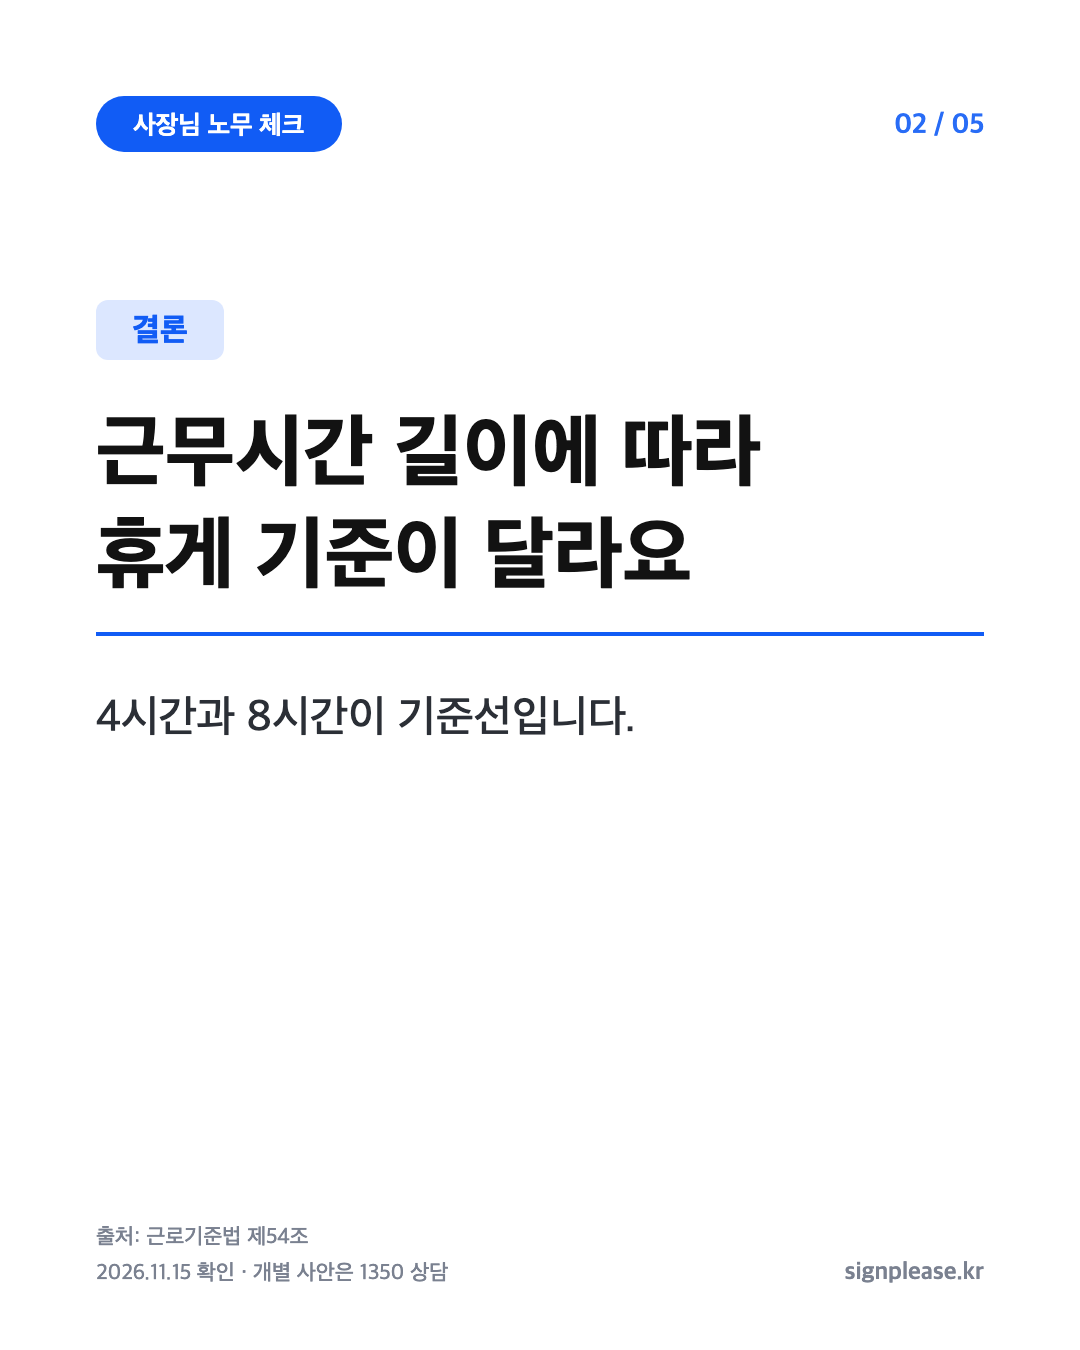 사장님 노무 체크
02 / 05
결론
근무시간 길이에 따라
휴게 기준이 달라요
4시간과 8시간이 기준선입니다.
출처: 근로기준법 제54조
2026.11.15 확인 · 개별 사안은 1350 상담
signplease.kr